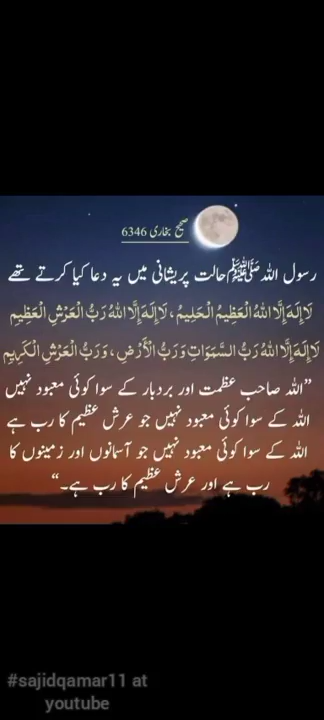 صحیح بخاری 6346
رسول اللہ ﷺ حالت پریشانی میں یہ دعا کیا کرتے تھے
لَا إِلَهَ إِلَّا اللهُ الْعَظِيمُ الْحَلِيمُ ، لَا إِلَهَ إِلَّا اللهُ رَبُّ الْعَرْشِ الْعَظِيمِ
لَا إِلَهَ إِلَّا اللهُ رَبُّ السَّمَوَاتِ وَرَبُّ الْأَرْضِ ، وَرَبُّ الْعَرْشِ الْكَرِيمِ
”اللہ صاحب عظمت اور بردبار کے سوا کوئی معبود نہیں
اللہ کے سوا کوئی معبود نہیں جو عرش عظیم کا رب ہے
اللہ کے سوا کوئی معبود نہیں جو آسمانوں اور زمینوں کا
رب ہے اور عرش عظیم کا رب ہے۔“
#sajidqamar11 at
youtube